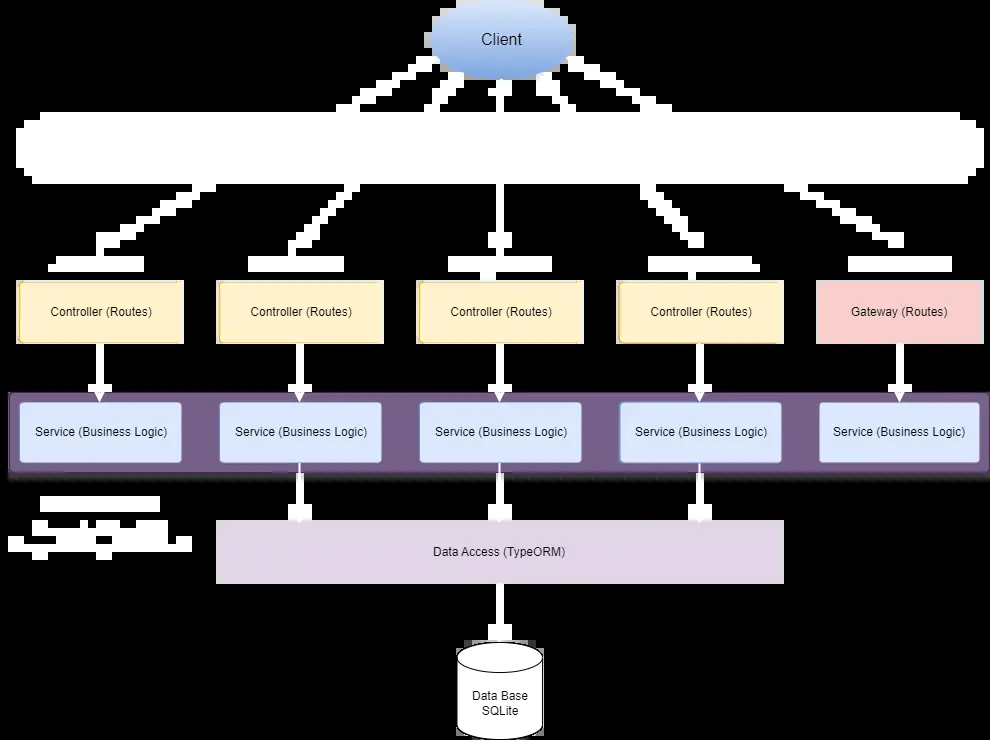 Client
Controller (Routes)
Controller (Routes)
Controller (Routes)
Controller (Routes)
Gateway (Routes)
Service (Business Logic)
Service (Business Logic)
Service (Business Logic)
Service (Business Logic)
Service (Business Logic)
Data Access (TypeORM)
Data Base
SQLite